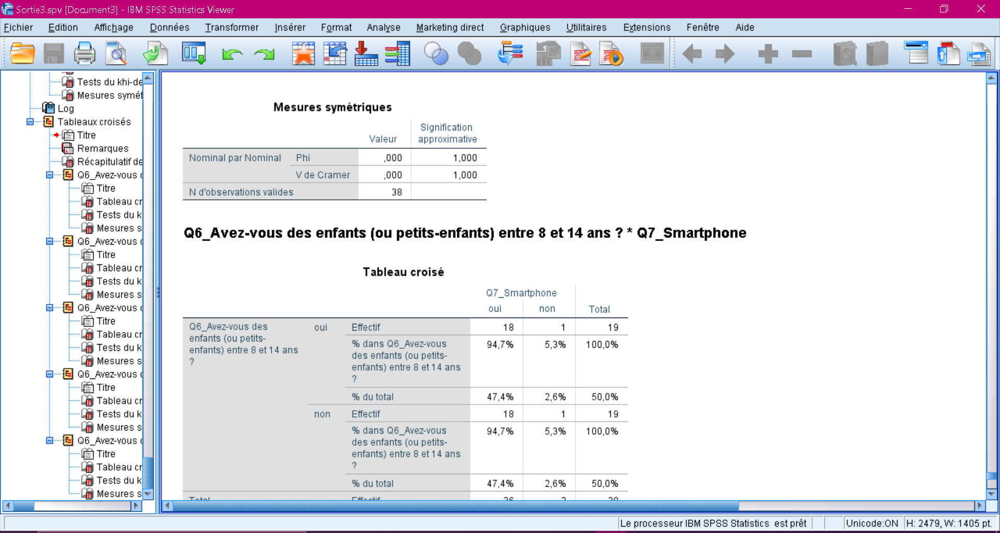 Sortie3.spv [Document3] - IBM SPSS Statistics Viewer
Fichier Edition Affichage Données Transformer Insérer Format Analyse Marketing direct Graphiques Utilitaires Extensions Fenêtre Aide
Tests du khi-de
Mesures symét
Log
Tableaux croisés
Titre
Remarques
Récapitulatif de
Q6_Avez-vous d
Titre
Tableau cr
Tests du k
Mesures s
Q6_Avez-vous d
Titre
Tableau cr
Tests du k
Mesures s
Q6_Avez-vous d
Titre
Tableau cr
Tests du k
Mesures s
Q6_Avez-vous d
Titre
Tableau cr
Tests du k
Mesures s
Q6_Avez-vous d
Titre
Tableau cr
Tests du k
Mesures s
Mesures symétriques
Signification
Valeur approximative
Nominal par Nominal Phi ,000 1,000
V de Cramer ,000 1,000
N d'observations valides 38
Q6_Avez-vous des enfants (ou petits-enfants) entre 8 et 14 ans ? * Q7_Smartphone
Tableau croisé
Q7_Smartphone
oui non Total
Q6_Avez-vous des oui Effectif 18 1 19
enfants (ou petits-
enfants) entre 8 et 14 ans
?
% dans Q6_Avez-vous 94,7% 5,3% 100,0%
des enfants (ou petits-
enfants) entre 8 et 14 ans
?
% du total 47,4% 2,6% 50,0%
non Effectif 18 1 19
% dans Q6_Avez-vous 94,7% 5,3% 100,0%
des enfants (ou petits-
enfants) entre 8 et 14 ans
?
% du total 47,4% 2,6% 50,0%
Total Effectif 36 2 38
Le processeur IBM SPSS Statistics est prêt Unicode:ON H: 2479, W: 1405 pt.